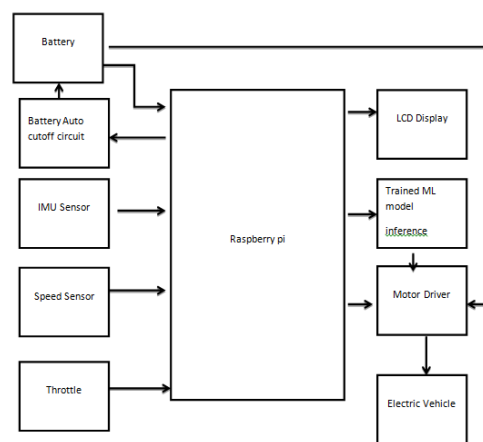 Battery
Battery Auto
cutoff circuit
IMU Sensor
Speed Sensor
Throttle
Raspberry pi
LCD Display
Trained ML
model
inference
Motor Driver
Electric Vehicle